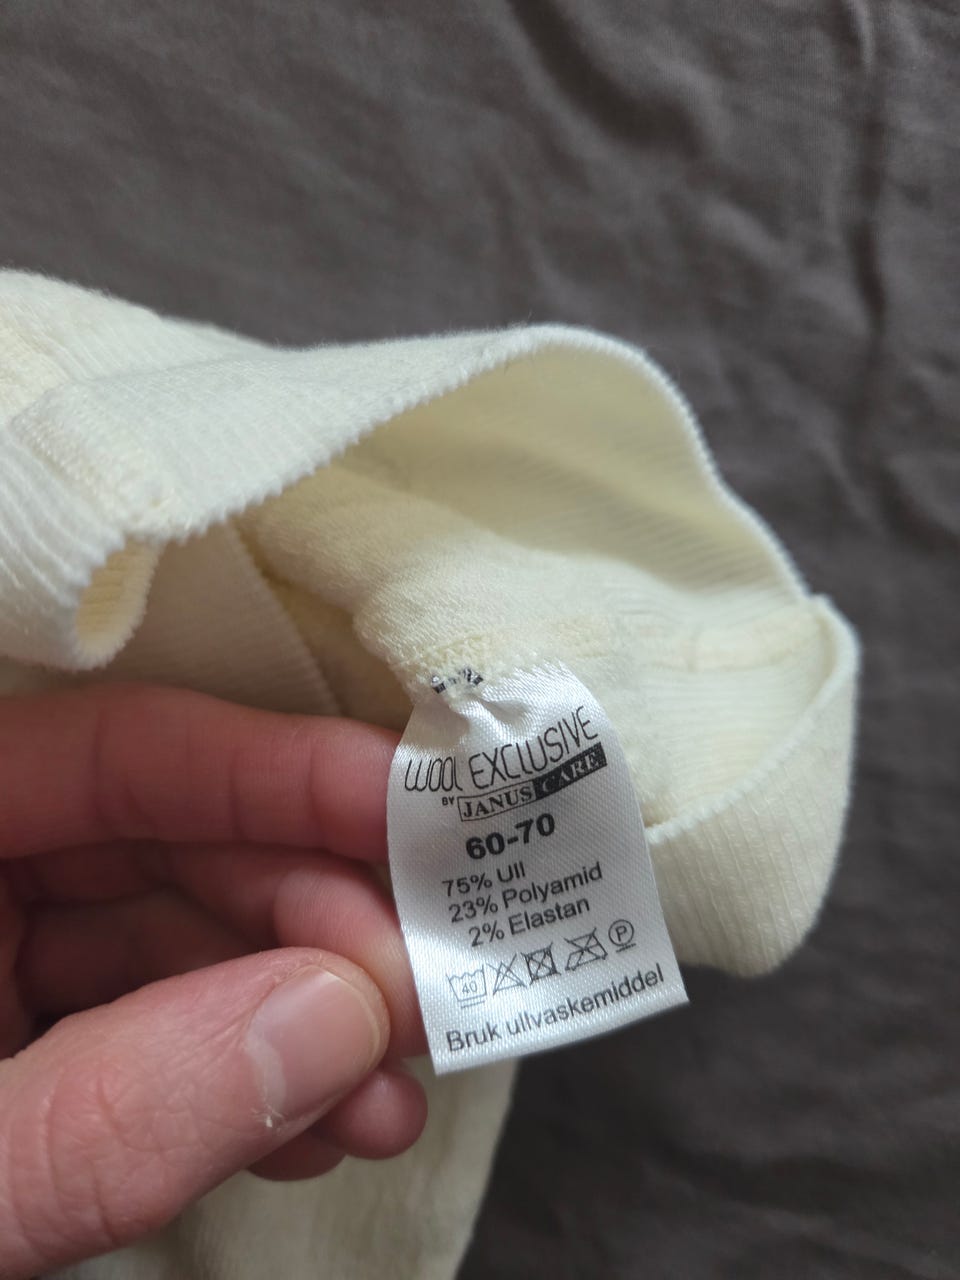 WOOL EXCLUSIVE
BY JANUS CARE
60-70
75% Ull
23% Polyamid
2% Elastan
40 P
Bruk ullvaskemiddel